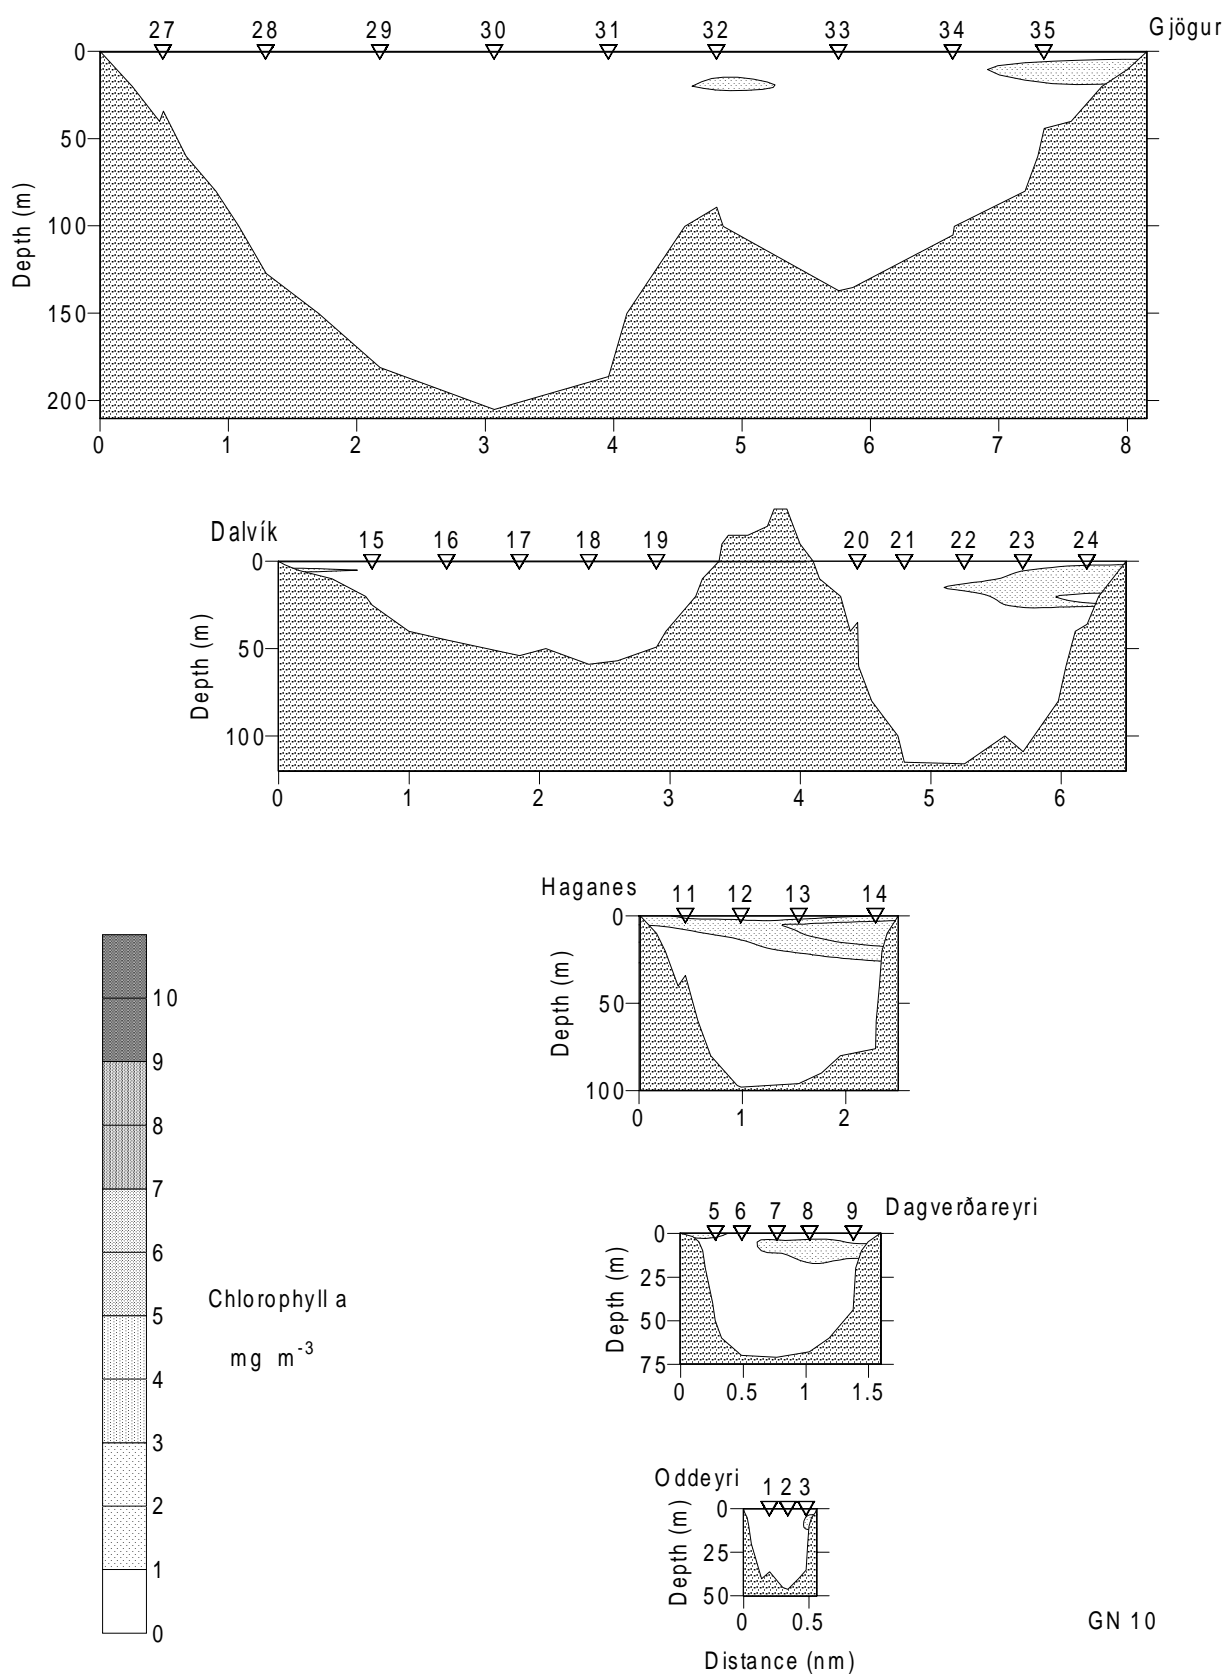 27 28 29 30 31 32 33 34 35 Gjögur
0
50
100
150
200
Depth (m)
0 1 2 3 4 5 6 7 8
Dalvík 15 16 17 18 19 20 21 22 23 24
0
50
100
Depth (m)
0 1 2 3 4 5 6
Haganes 11 12 13 14
0
50
100
Depth (m)
0 1 2
5 6 7 8 9 Dagverðareyri
0
25
50
75
Depth (m)
0 0.5 1 1.5
Oddeyri 1 2 3
0
25
50
Depth (m)
0 0.5
Distance (nm)
10
9
8
7
6
5
4
3
2
1
0
Chlorophyll a
mg m-3
GN 10